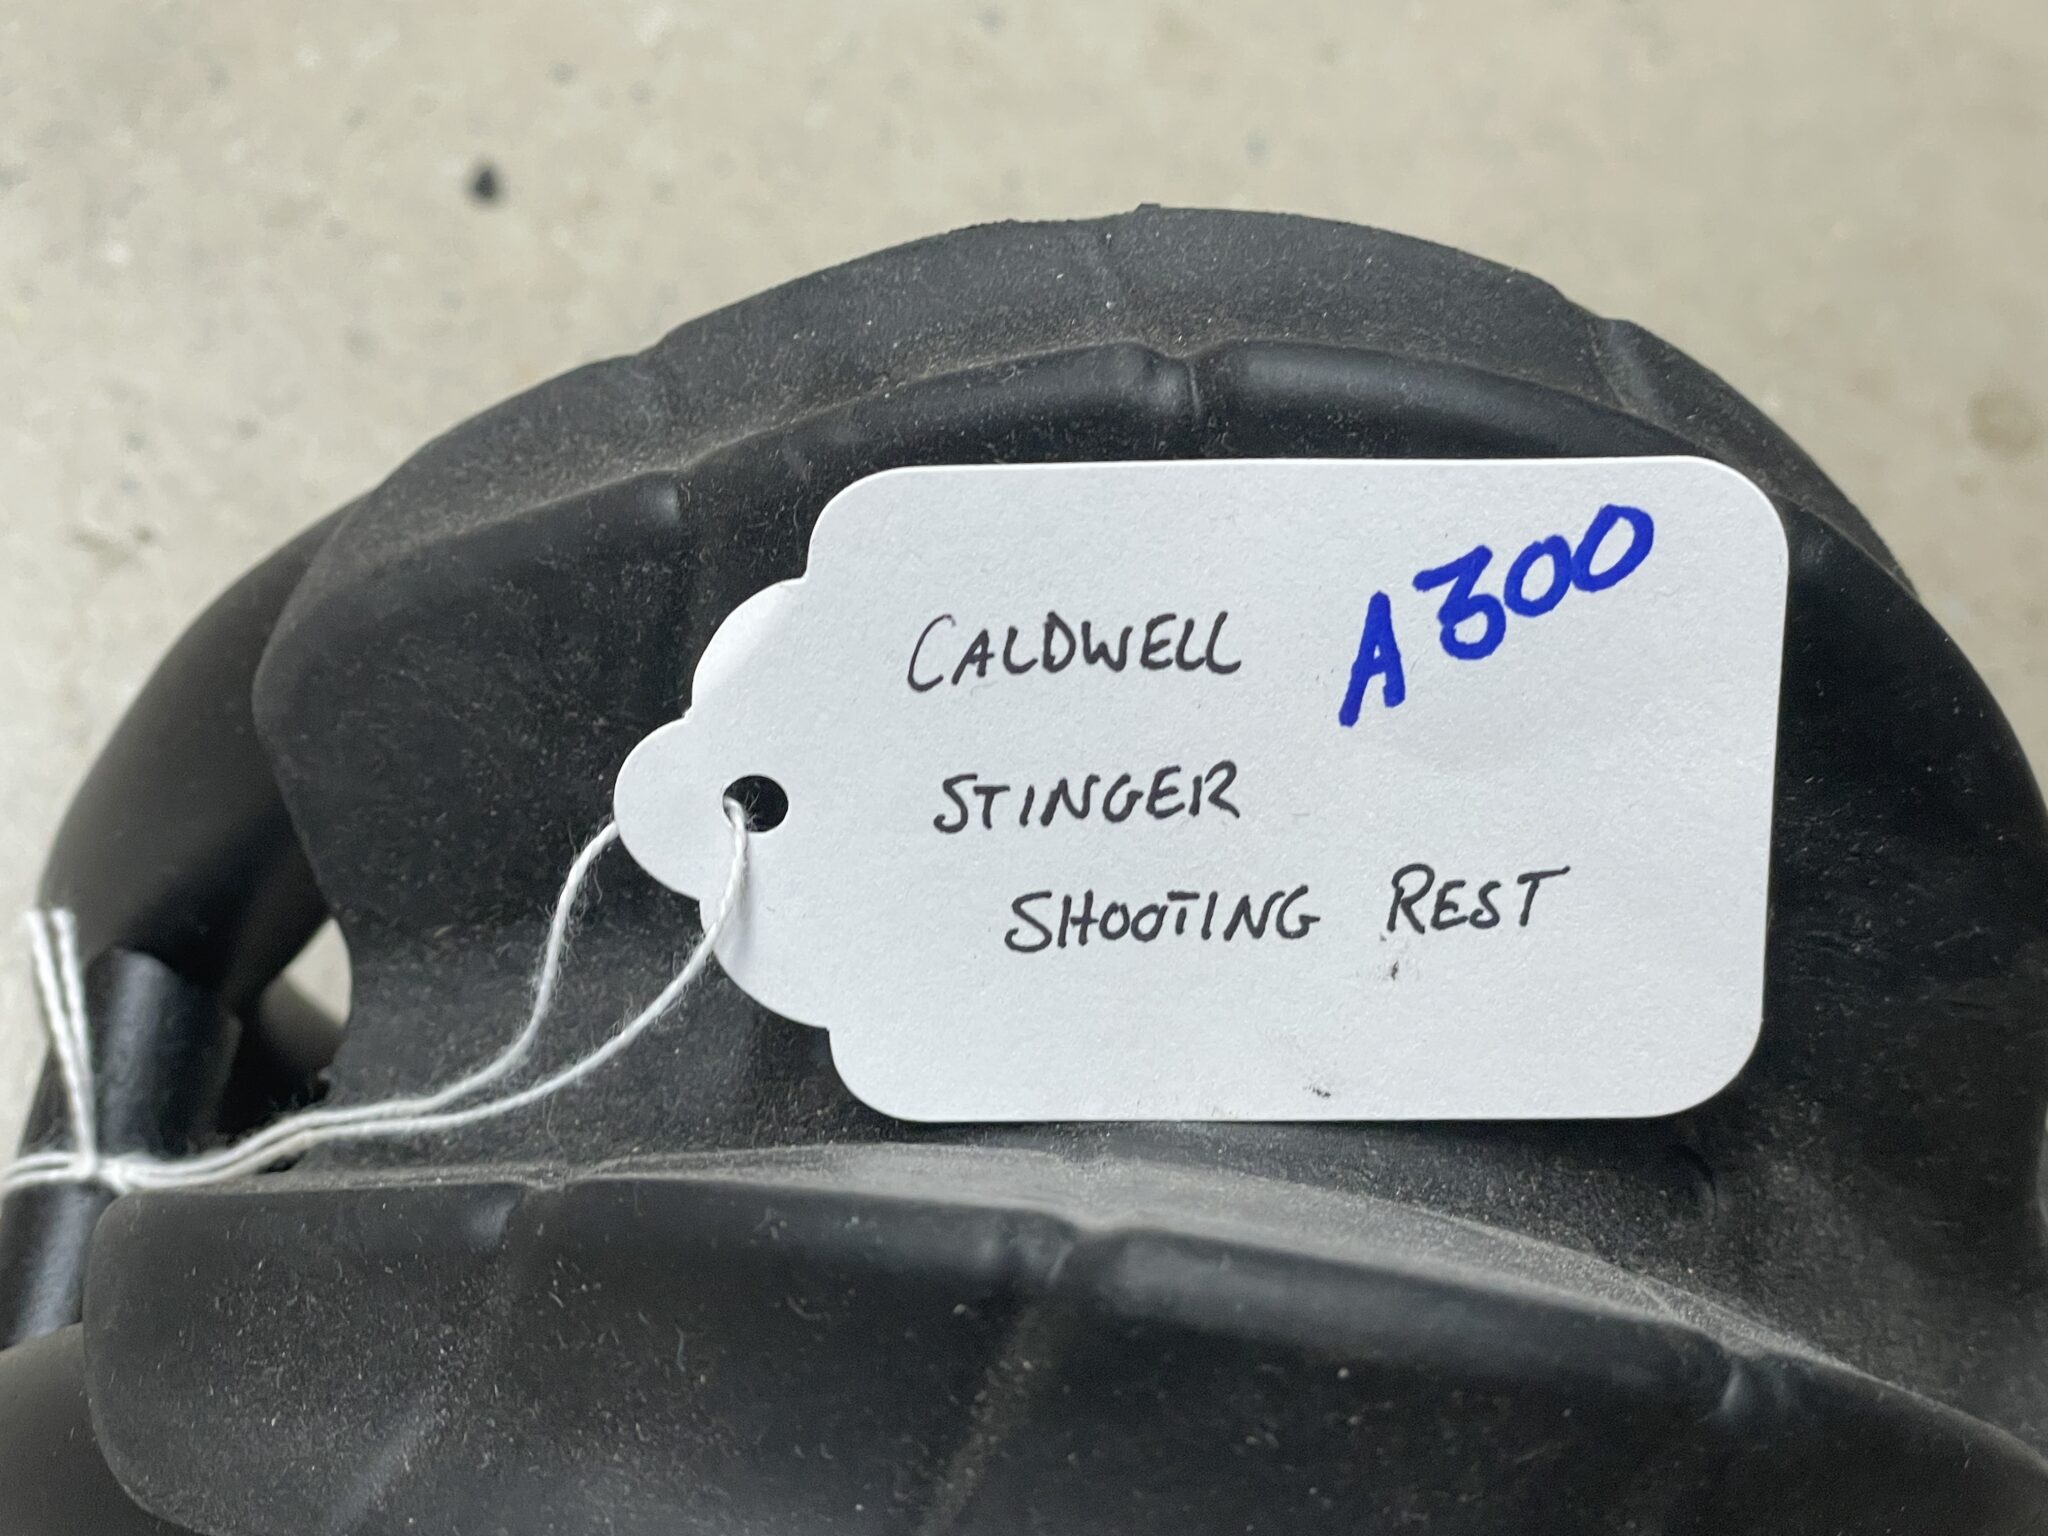 CALDWELL A300
STINGER
SHOOTING REST